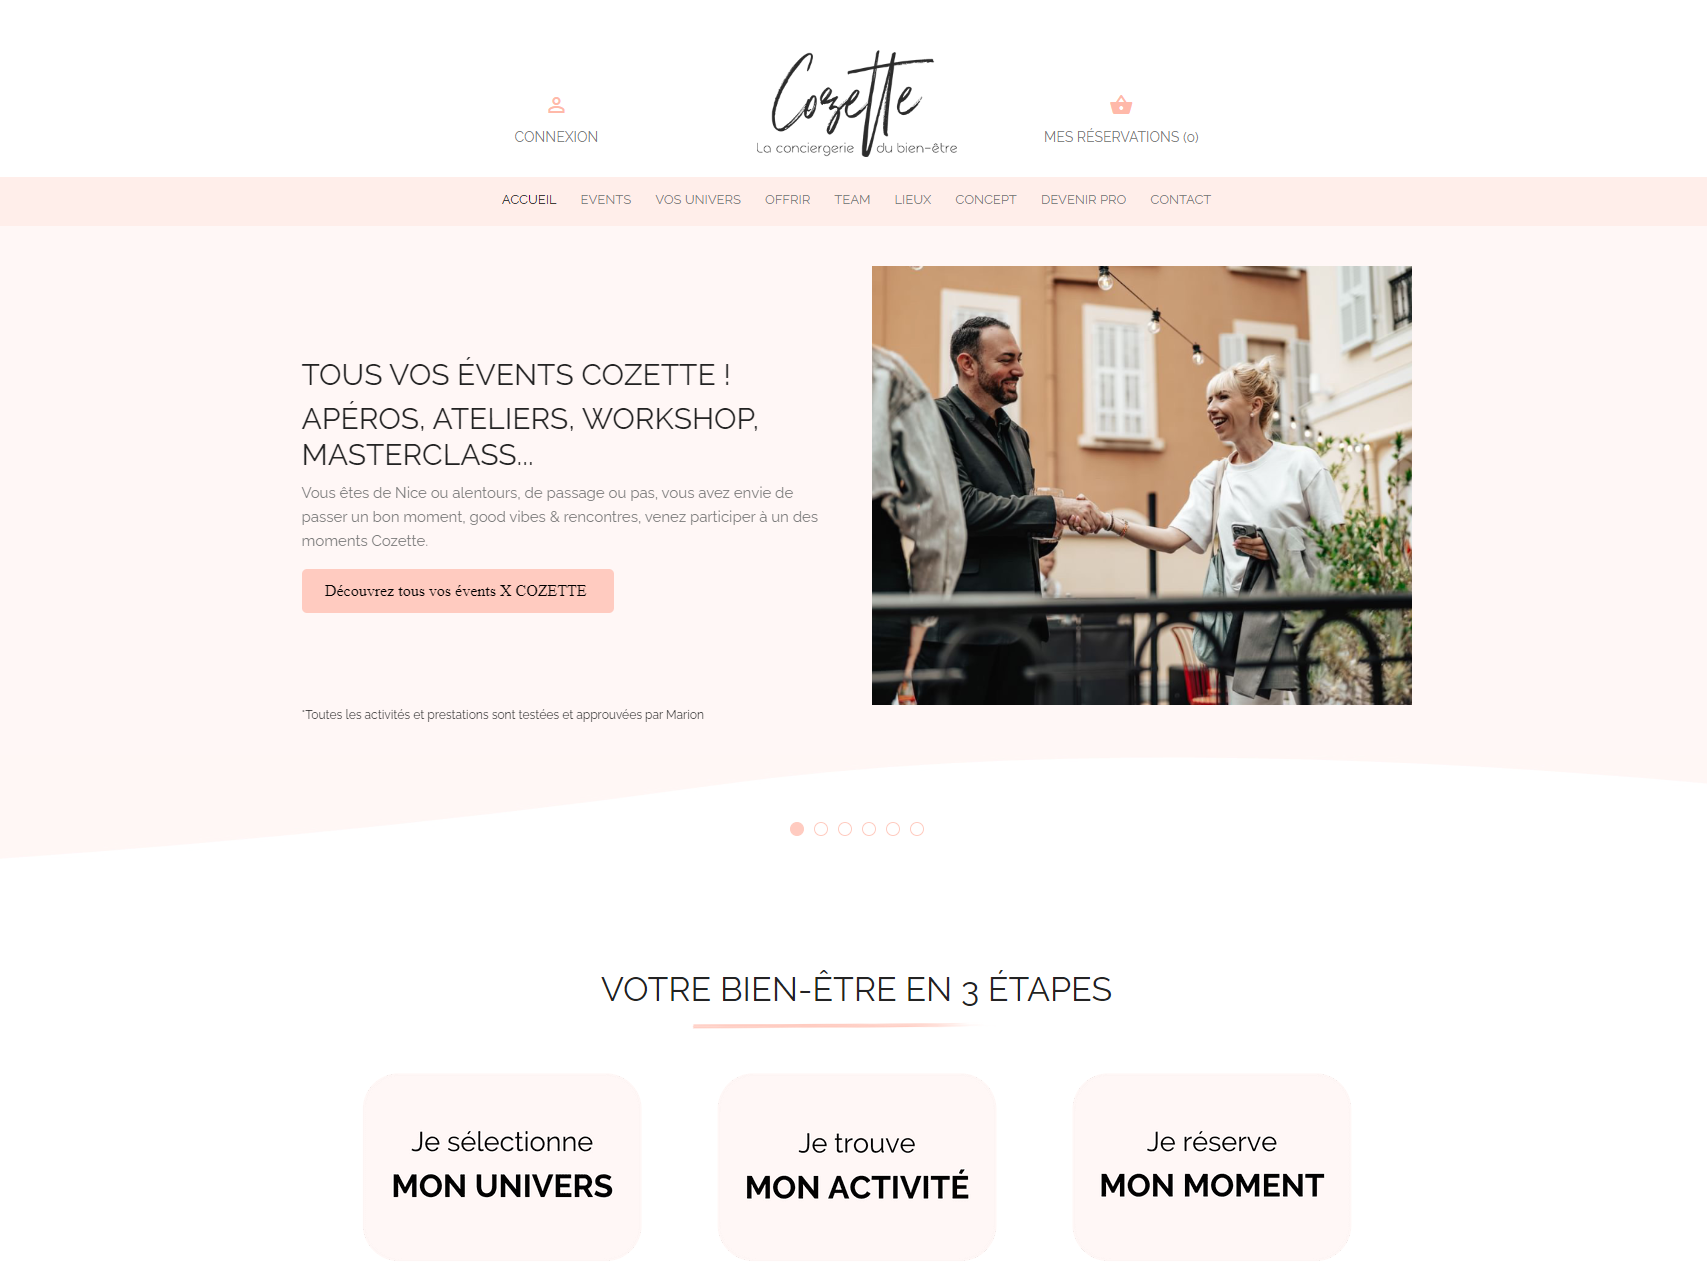 Cozette
La conciergerie du bien-être
CONNEXION
MES RÉSERVATIONS (0)
ACCUEIL EVENTS VOS UNIVERS OFFRIR TEAM LIEUX CONCEPT DEVENIR PRO CONTACT
TOUS VOS ÉVENTS COZETTE !
APÉROS, ATELIERS, WORKSHOP,
MASTERCLASS...
Vous êtes de Nice ou alentours, de passage ou pas, vous avez envie de
passer un bon moment, good vibes & rencontres, venez participer à un des
moments Cozette.
Découvrez tous vos évents X COZETTE
*Toutes les activités et prestations sont testées et approuvées par Marion
VOTRE BIEN-ÊTRE EN 3 ÉTAPES
Je sélectionne
MON UNIVERS
Je trouve
MON ACTIVITÉ
Je réserve
MON MOMENT